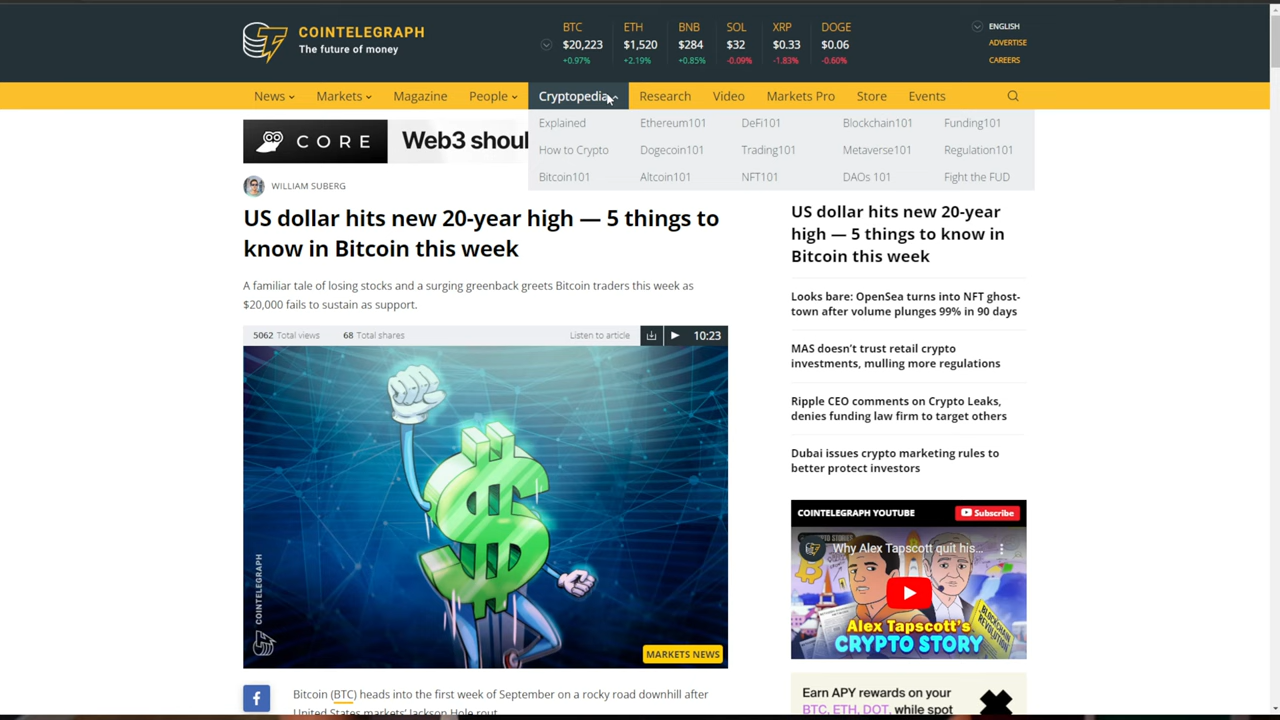 COINTELEGRAPH
The future of money
BTC ETH BNB SOL XRP DOGE
$20,223 $1,520 $284 $32 $0.33 $0.06
+0.97% +2.19% +0.85% -0.09% -1.83% -0.60%
ENGLISH
ADVERTISE
CAREERS
News Markets Magazine People Cryptopedia Research Video Markets Pro Store Events
Explained Ethereum101 DeFi101 Blockchain101 Funding101
How to Crypto Dogecoin101 Trading101 Metaverse101 Regulation101
Bitcoin101 Altcoin101 NFT101 DAOs 101 Fight the FUD
CORE Web3 shoul
WILLIAM SUBERG
US dollar hits new 20-year high — 5 things to
know in Bitcoin this week
A familiar tale of losing stocks and a surging greenback greets Bitcoin traders this week as
$20,000 fails to sustain as support.
5062 Total views 68 Total shares Listen to article 10:23
COINTELEGRAPH
MARKETS NEWS
Bitcoin (BTC) heads into the first week of September on a rocky road downhill after
United States markets' Jackson Hole rout.
US dollar hits new 20-year
high — 5 things to know in
Bitcoin this week
Looks bare: OpenSea turns into NFT ghost-
town after volume plunges 99% in 90 days
MAS doesn't trust retail crypto
investments, mulling more regulations
Ripple CEO comments on Crypto Leaks,
denies funding law firm to target others
Dubai issues crypto marketing rules to
better protect investors
COINTELEGRAPH YOUTUBE Subscribe
Why Alex Tapscott quit his...
BLOCKCHAIN
REVOLUTION
Alex Tapscott's
CRYPTO STORY
Earn APY rewards on your
BTC, ETH, DOT, while spot